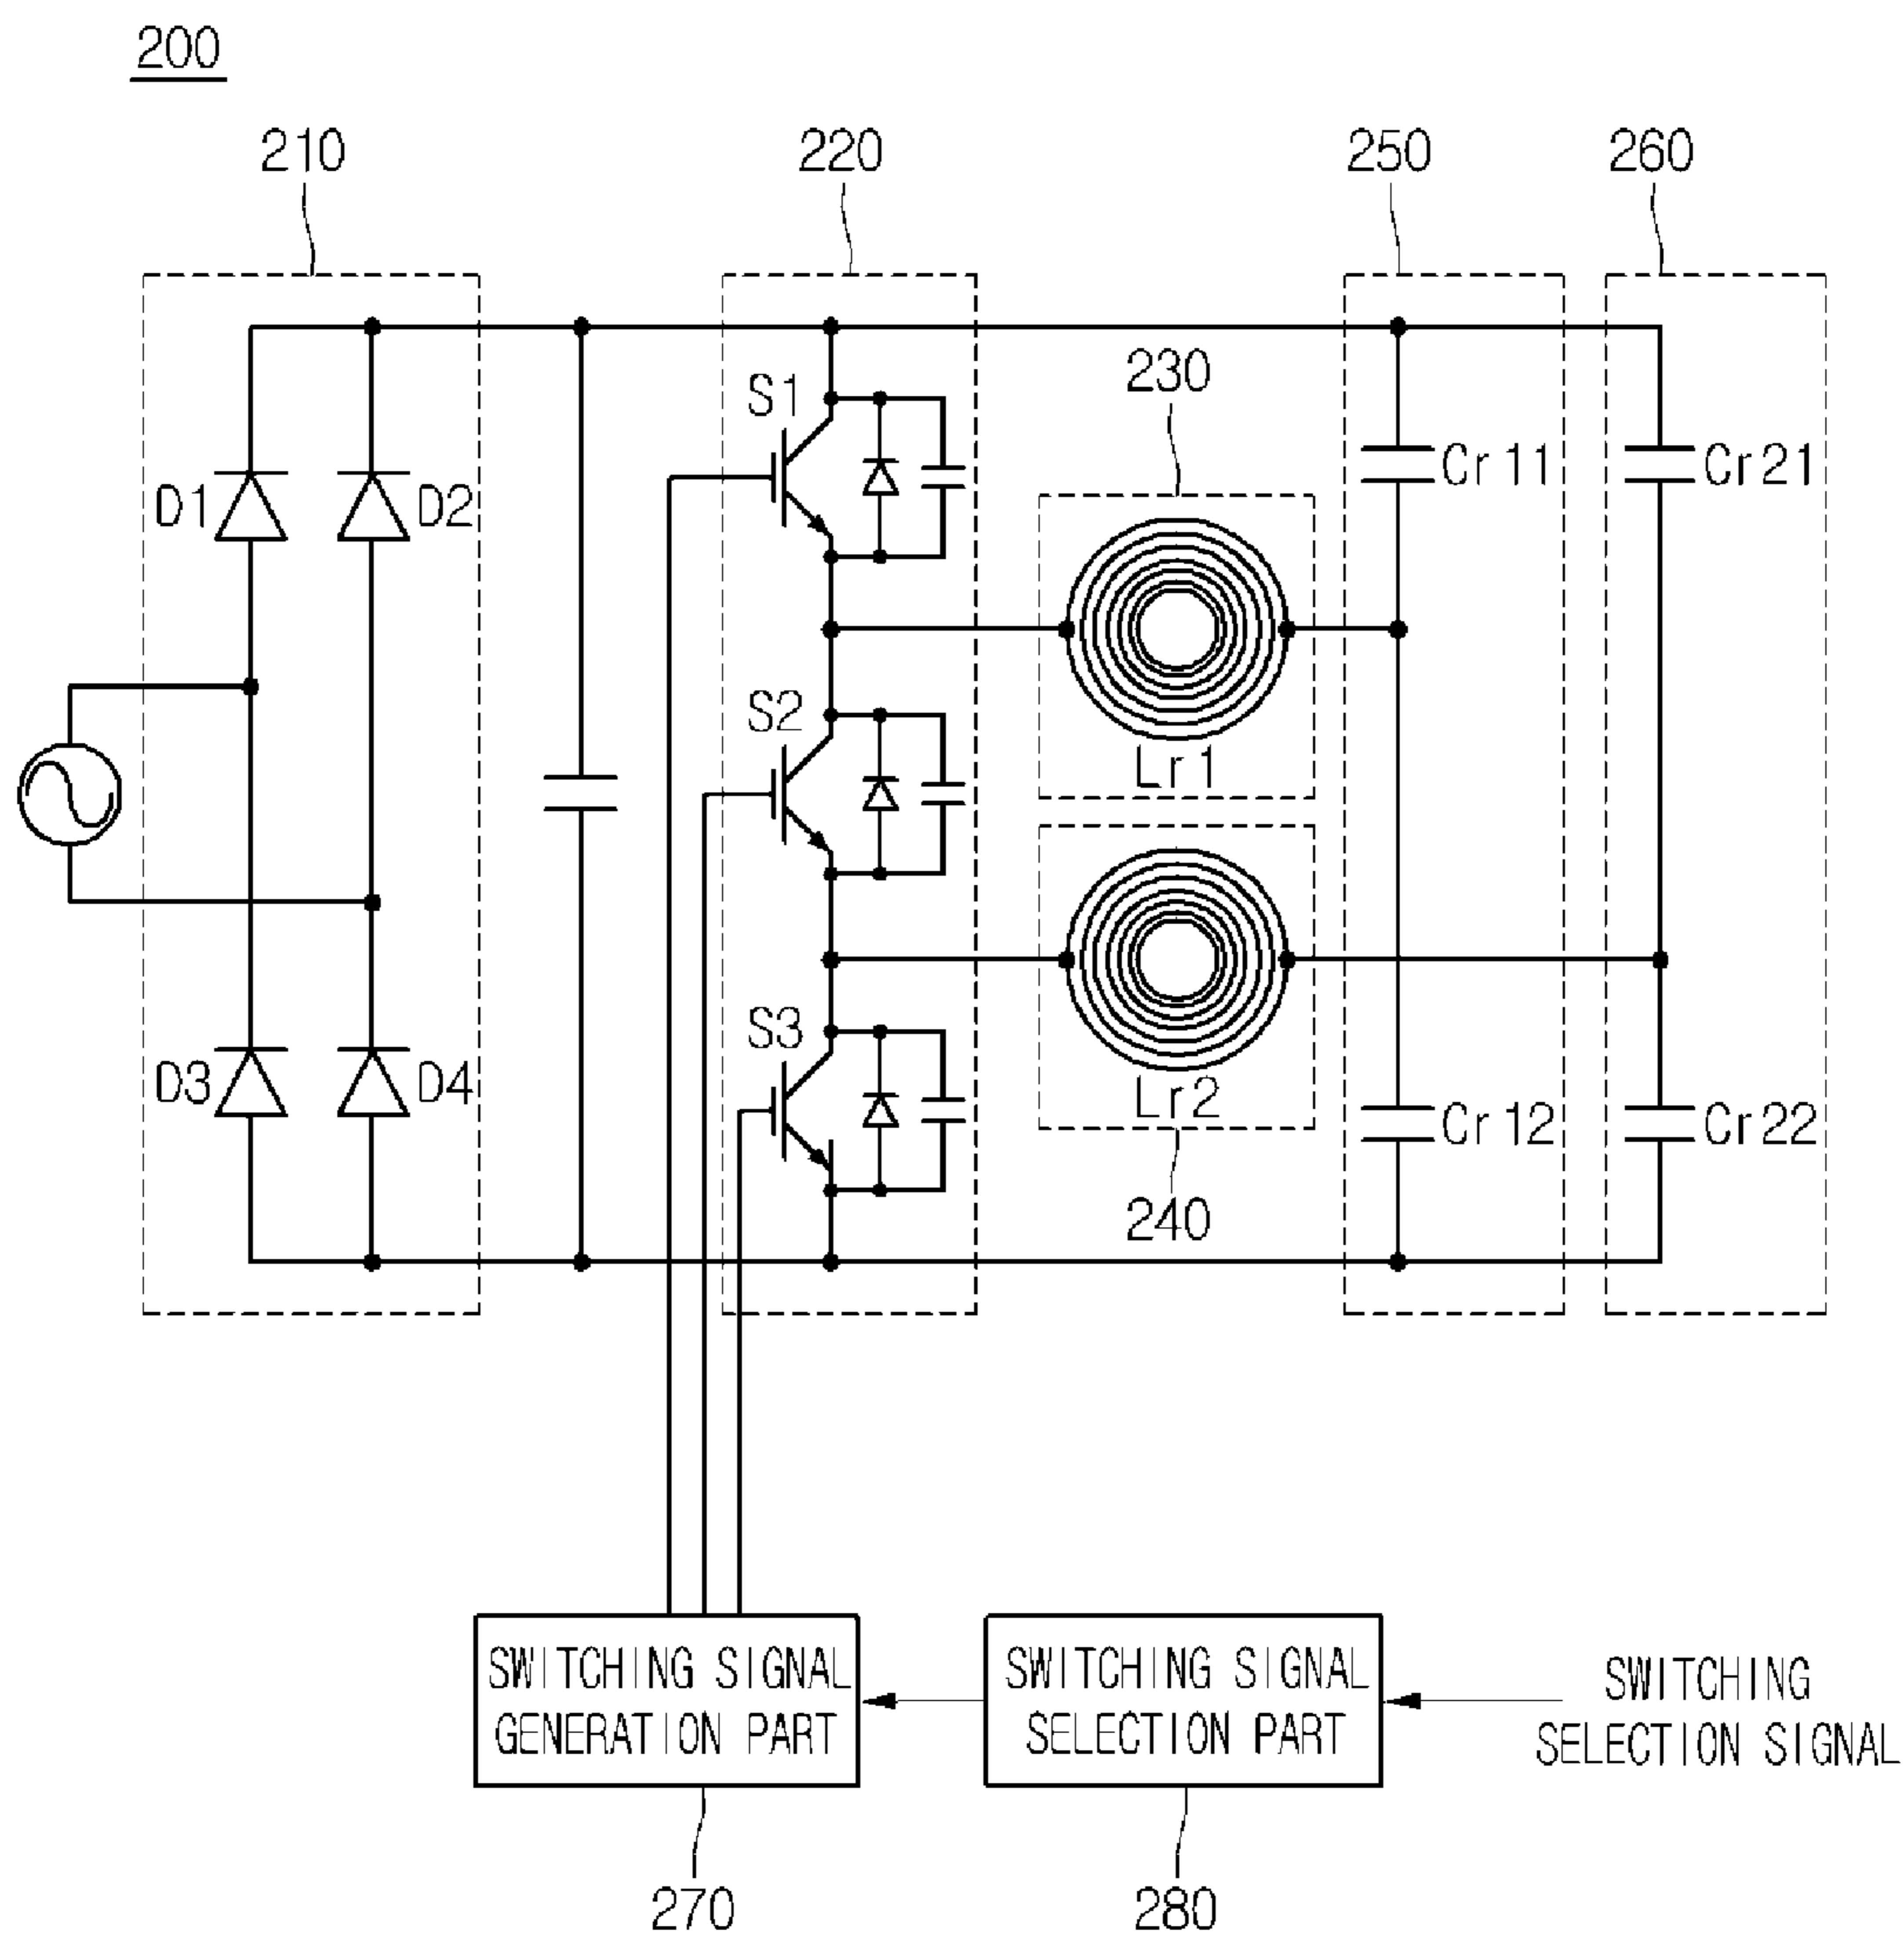 200
210
220
250
260
230
S1
Cr11
Cr21
D1
D2
S2
Lr1
S3
D3
D4
Lr2
Cr12
Cr22
240
SWITCHING SIGNAL
GENERATION PART
SWITCHING SIGNAL
SELECTION PART
SWITCHING
SELECTION SIGNAL
270
280